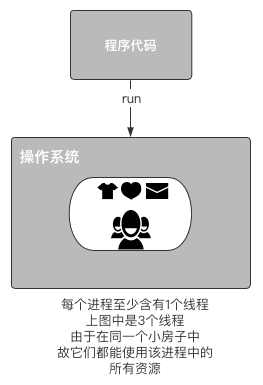 程序代码
run
操作系统
每个进程至少含有1个线程
上图中是3个线程
由于在同一个小房子中
故它们都能使用该进程中的
所有资源